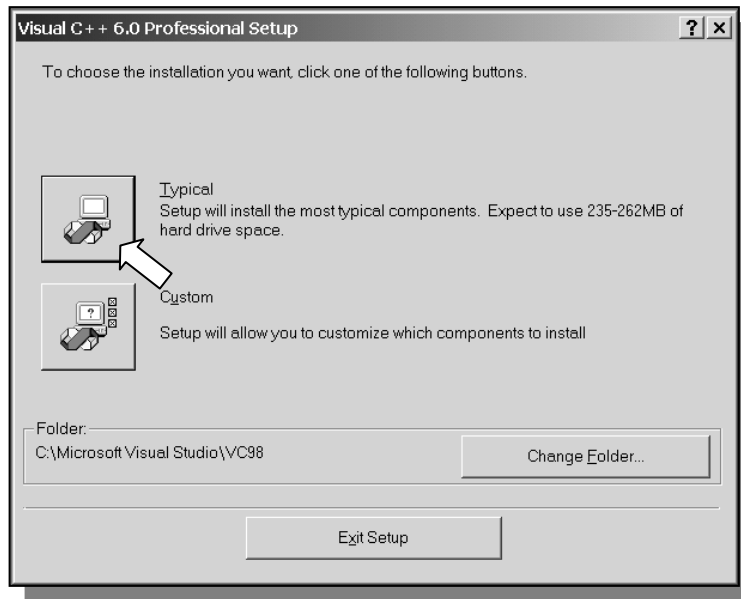 Visual C++ 6.0 Professional Setup
? ×
To choose the installation you want, click one of the following buttons.
Typical
Setup will install the most typical components. Expect to use 235-262MB of
hard drive space.
?
Custom
Setup will allow you to customize which components to install
Folder:
C:\Microsoft Visual Studio\VC98
Change Folder...
Exit Setup